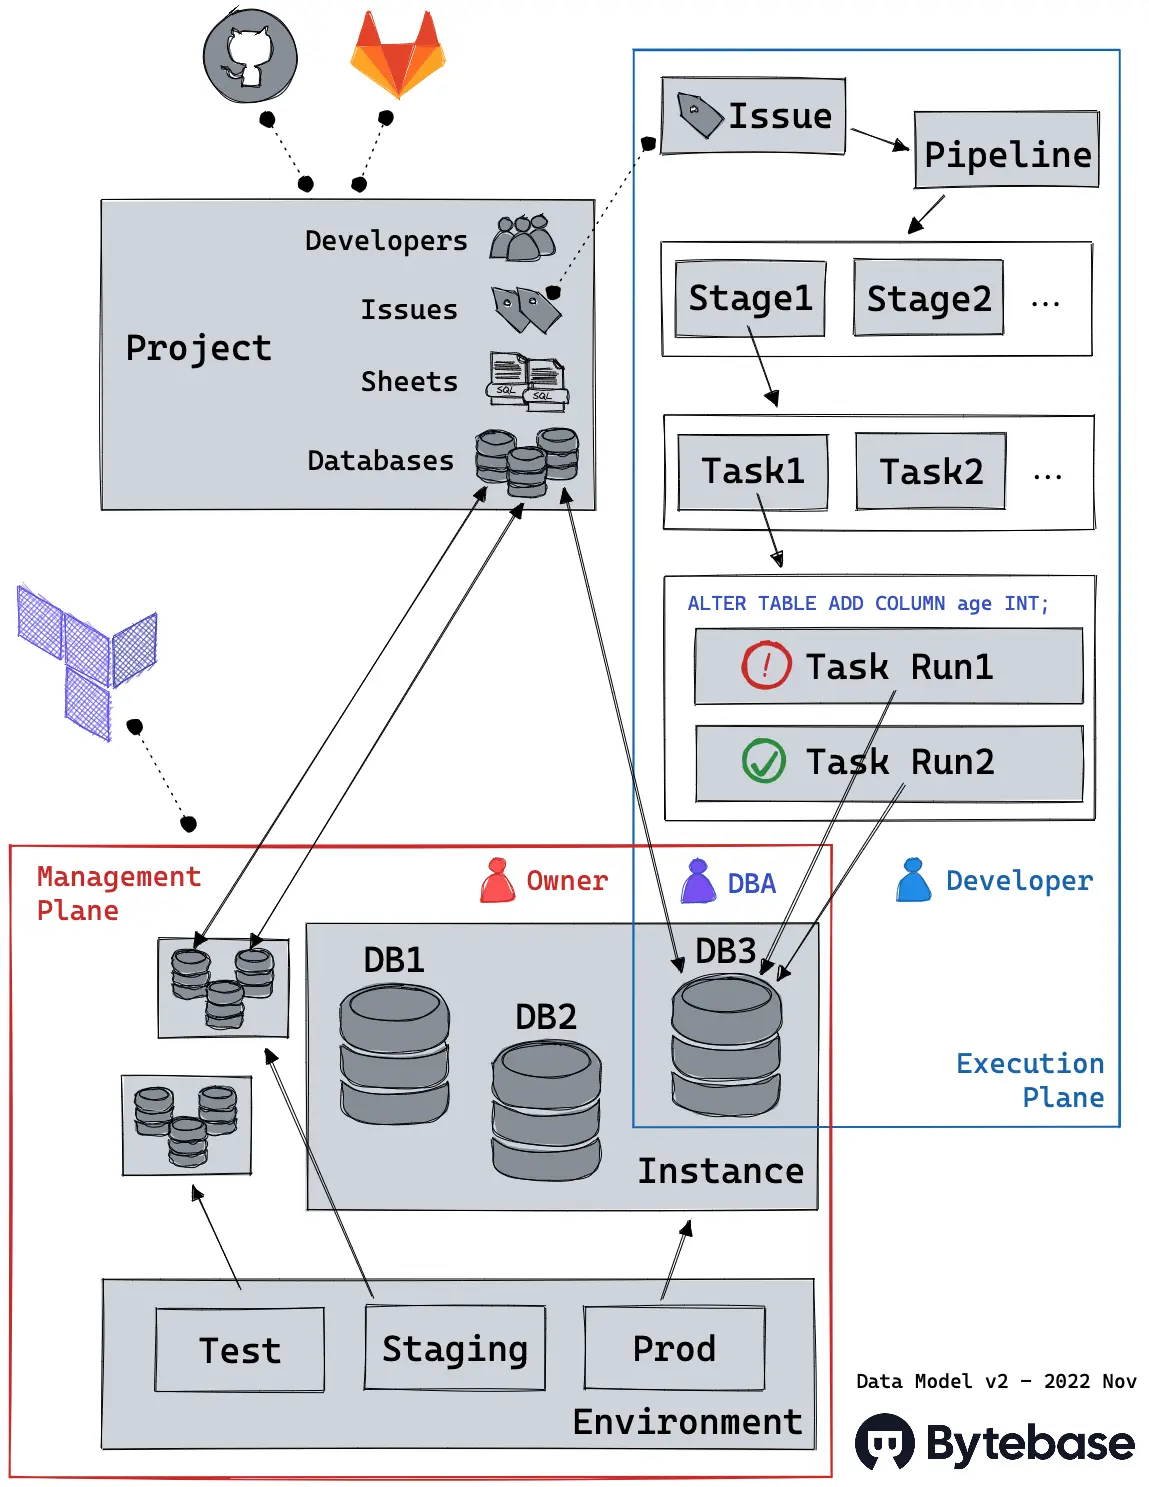 Issue
Pipeline
Developers
Issues
Project
Sheets
SQL
SQL
Databases
Stage1
Stage2
...
Task1
Task2
...
ALTER TABLE ADD COLUMN age INT;
! Task Run1
Task Run2
Management
Plane
Owner
DBA
Developer
DB1
DB2
DB3
Execution
Plane
Instance
Test
Staging
Prod
Environment
Data Model v2 - 2022 Nov
Bytebase